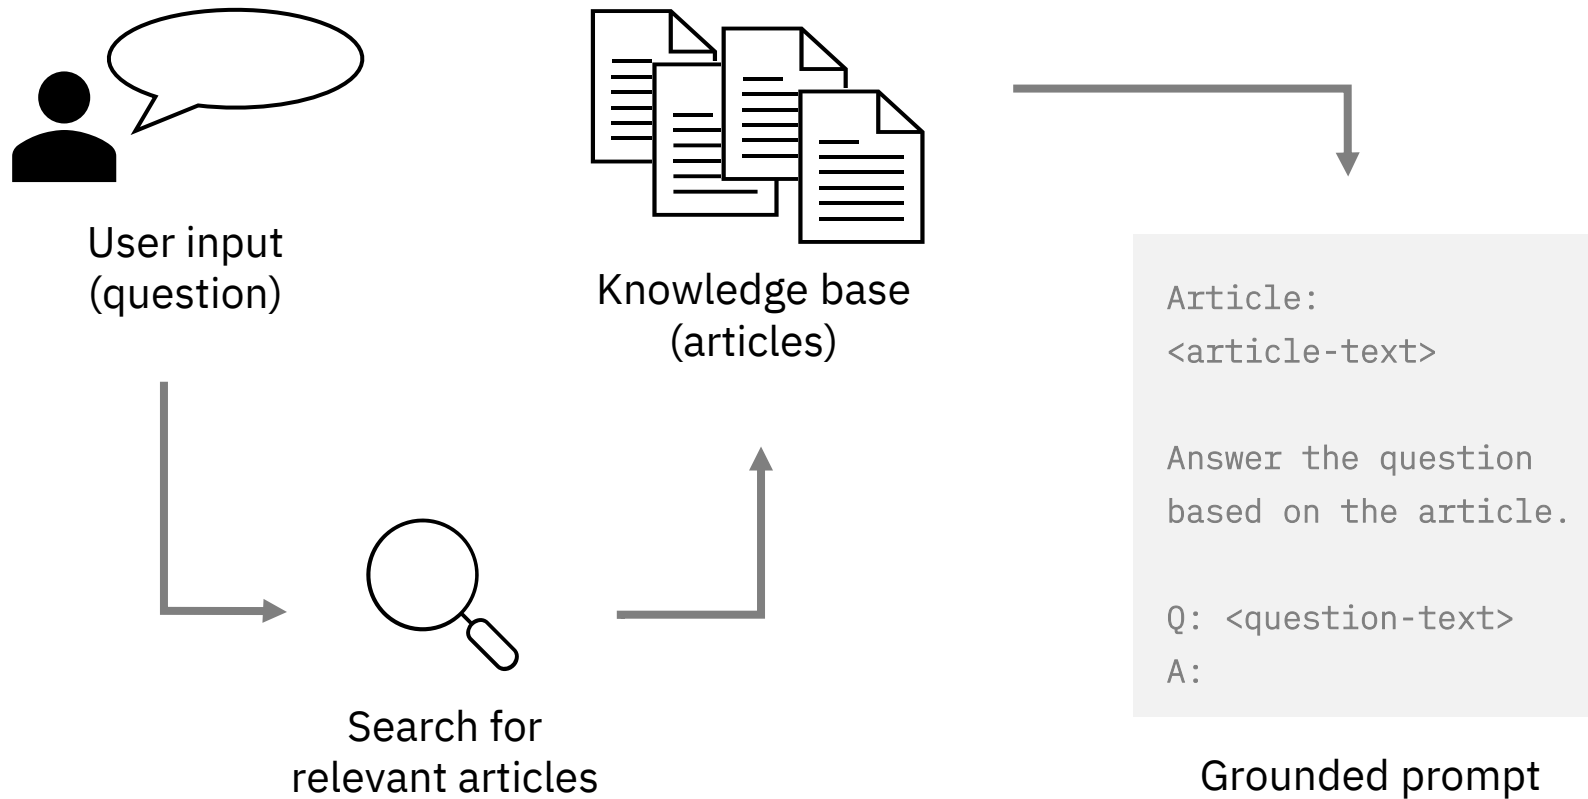 User input
(question)
Knowledge base
(articles)
Search for
relevant articles
Article:
<article-text>
Answer the question
based on the article.
Q: <question-text>
A:
Grounded prompt